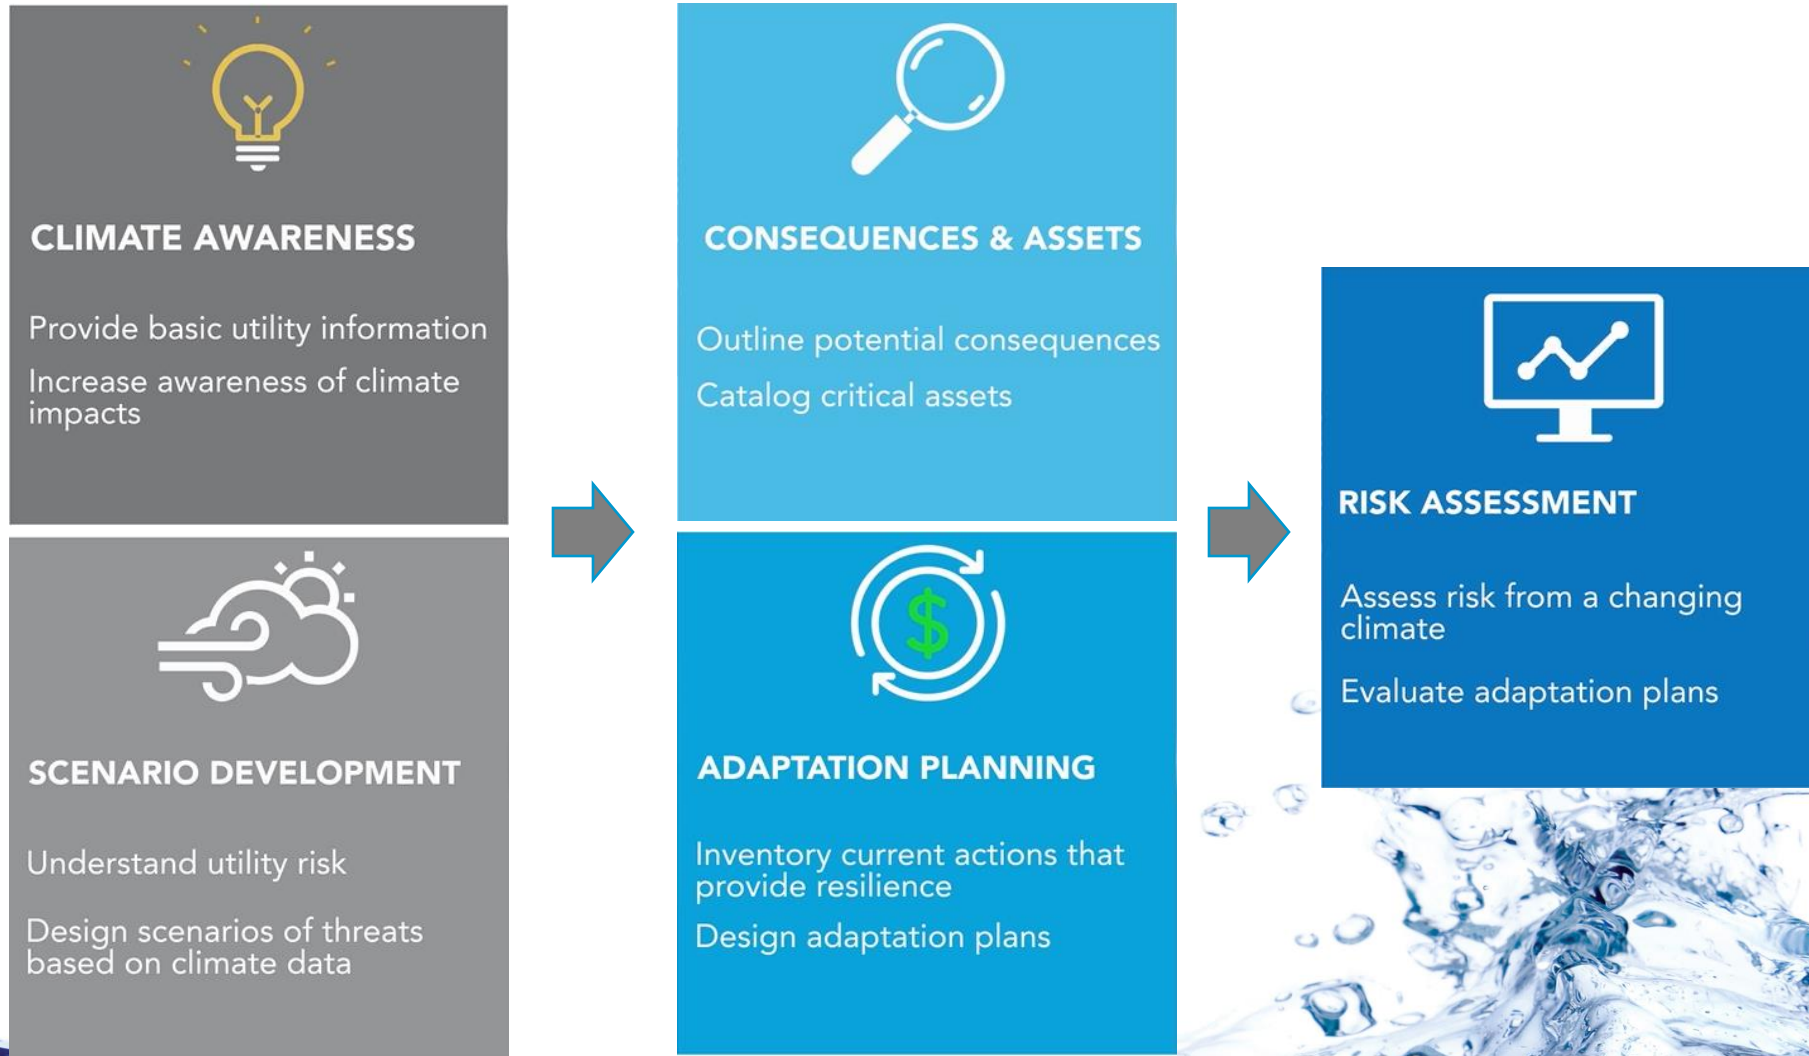 CLIMATE AWARENESS
Provide basic utility information
Increase awareness of climate
impacts
SCENARIO DEVELOPMENT
Understand utility risk
Design scenarios of threats
based on climate data
CONSEQUENCES & ASSETS
Outline potential consequences
Catalog critical assets
$
ADAPTATION PLANNING
Inventory current actions that
provide resilience
Design adaptation plans
RISK ASSESSMENT
Assess risk from a changing
climate
Evaluate adaptation plans